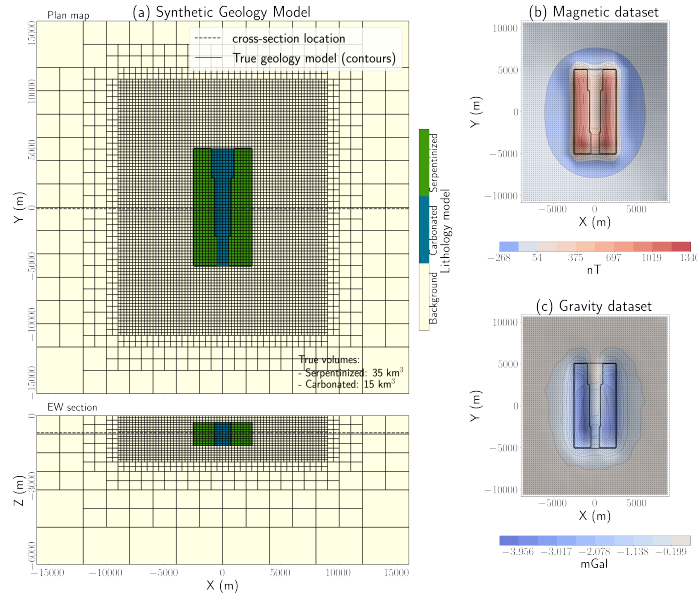 (a) Synthetic Geology Model
Plan map
cross-section location
True geology model (contours)
15000
10000
5000
0
−5000
−10000
−15000
Y (m)
True volumes:
- Serpentinized: 35 km³
- Carbonated: 15 km³
Serpentinized
Carbonated
Background
Lithology model
EW section
0
−3000
−6000
Z (m)
−15000 −10000 −5000 0 5000 10000 15000
X (m)
(b) Magnetic dataset
10000
5000
0
−5000
−10000
Y (m)
−5000 0 5000
X (m)
−268 54 375 697 1019 1340
nT
(c) Gravity dataset
10000
5000
0
−5000
−10000
Y (m)
−5000 0 5000
X (m)
−3.956 −3.017 −2.078 −1.138 −0.199
mGal